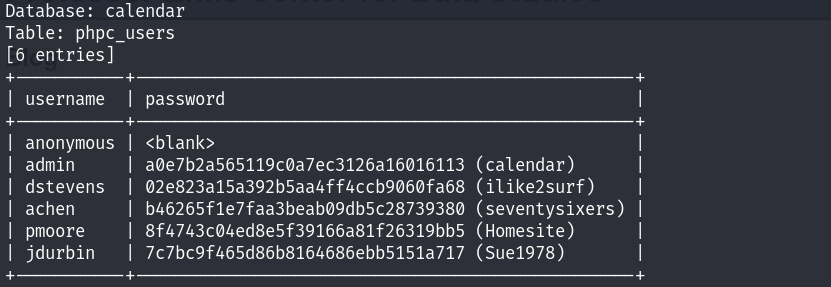 Database: calendar
Table: phpc_users
[6 entries]
+-----------+---------------------------------------------------+
| username  | password                                          |
+-----------+---------------------------------------------------+
| anonymous | <blank>                                           |
| admin     | a0e7b2a565119c0a7ec3126a16016113 (calendar)       |
| dstevens  | 02e823a15a392b5aa4ff4ccb9060fa68 (ilike2surf)     |
| achen     | b46265f1e7faa3beab09db5c28739380 (seventysixers)  |
| pmoore    | 8f4743c04ed8e5f39166a81f26319bb5 (Homesite)       |
| jdurbin   | 7c7bc9f465d86b8164686ebb5151a717 (Sue1978)        |
+-----------+---------------------------------------------------+